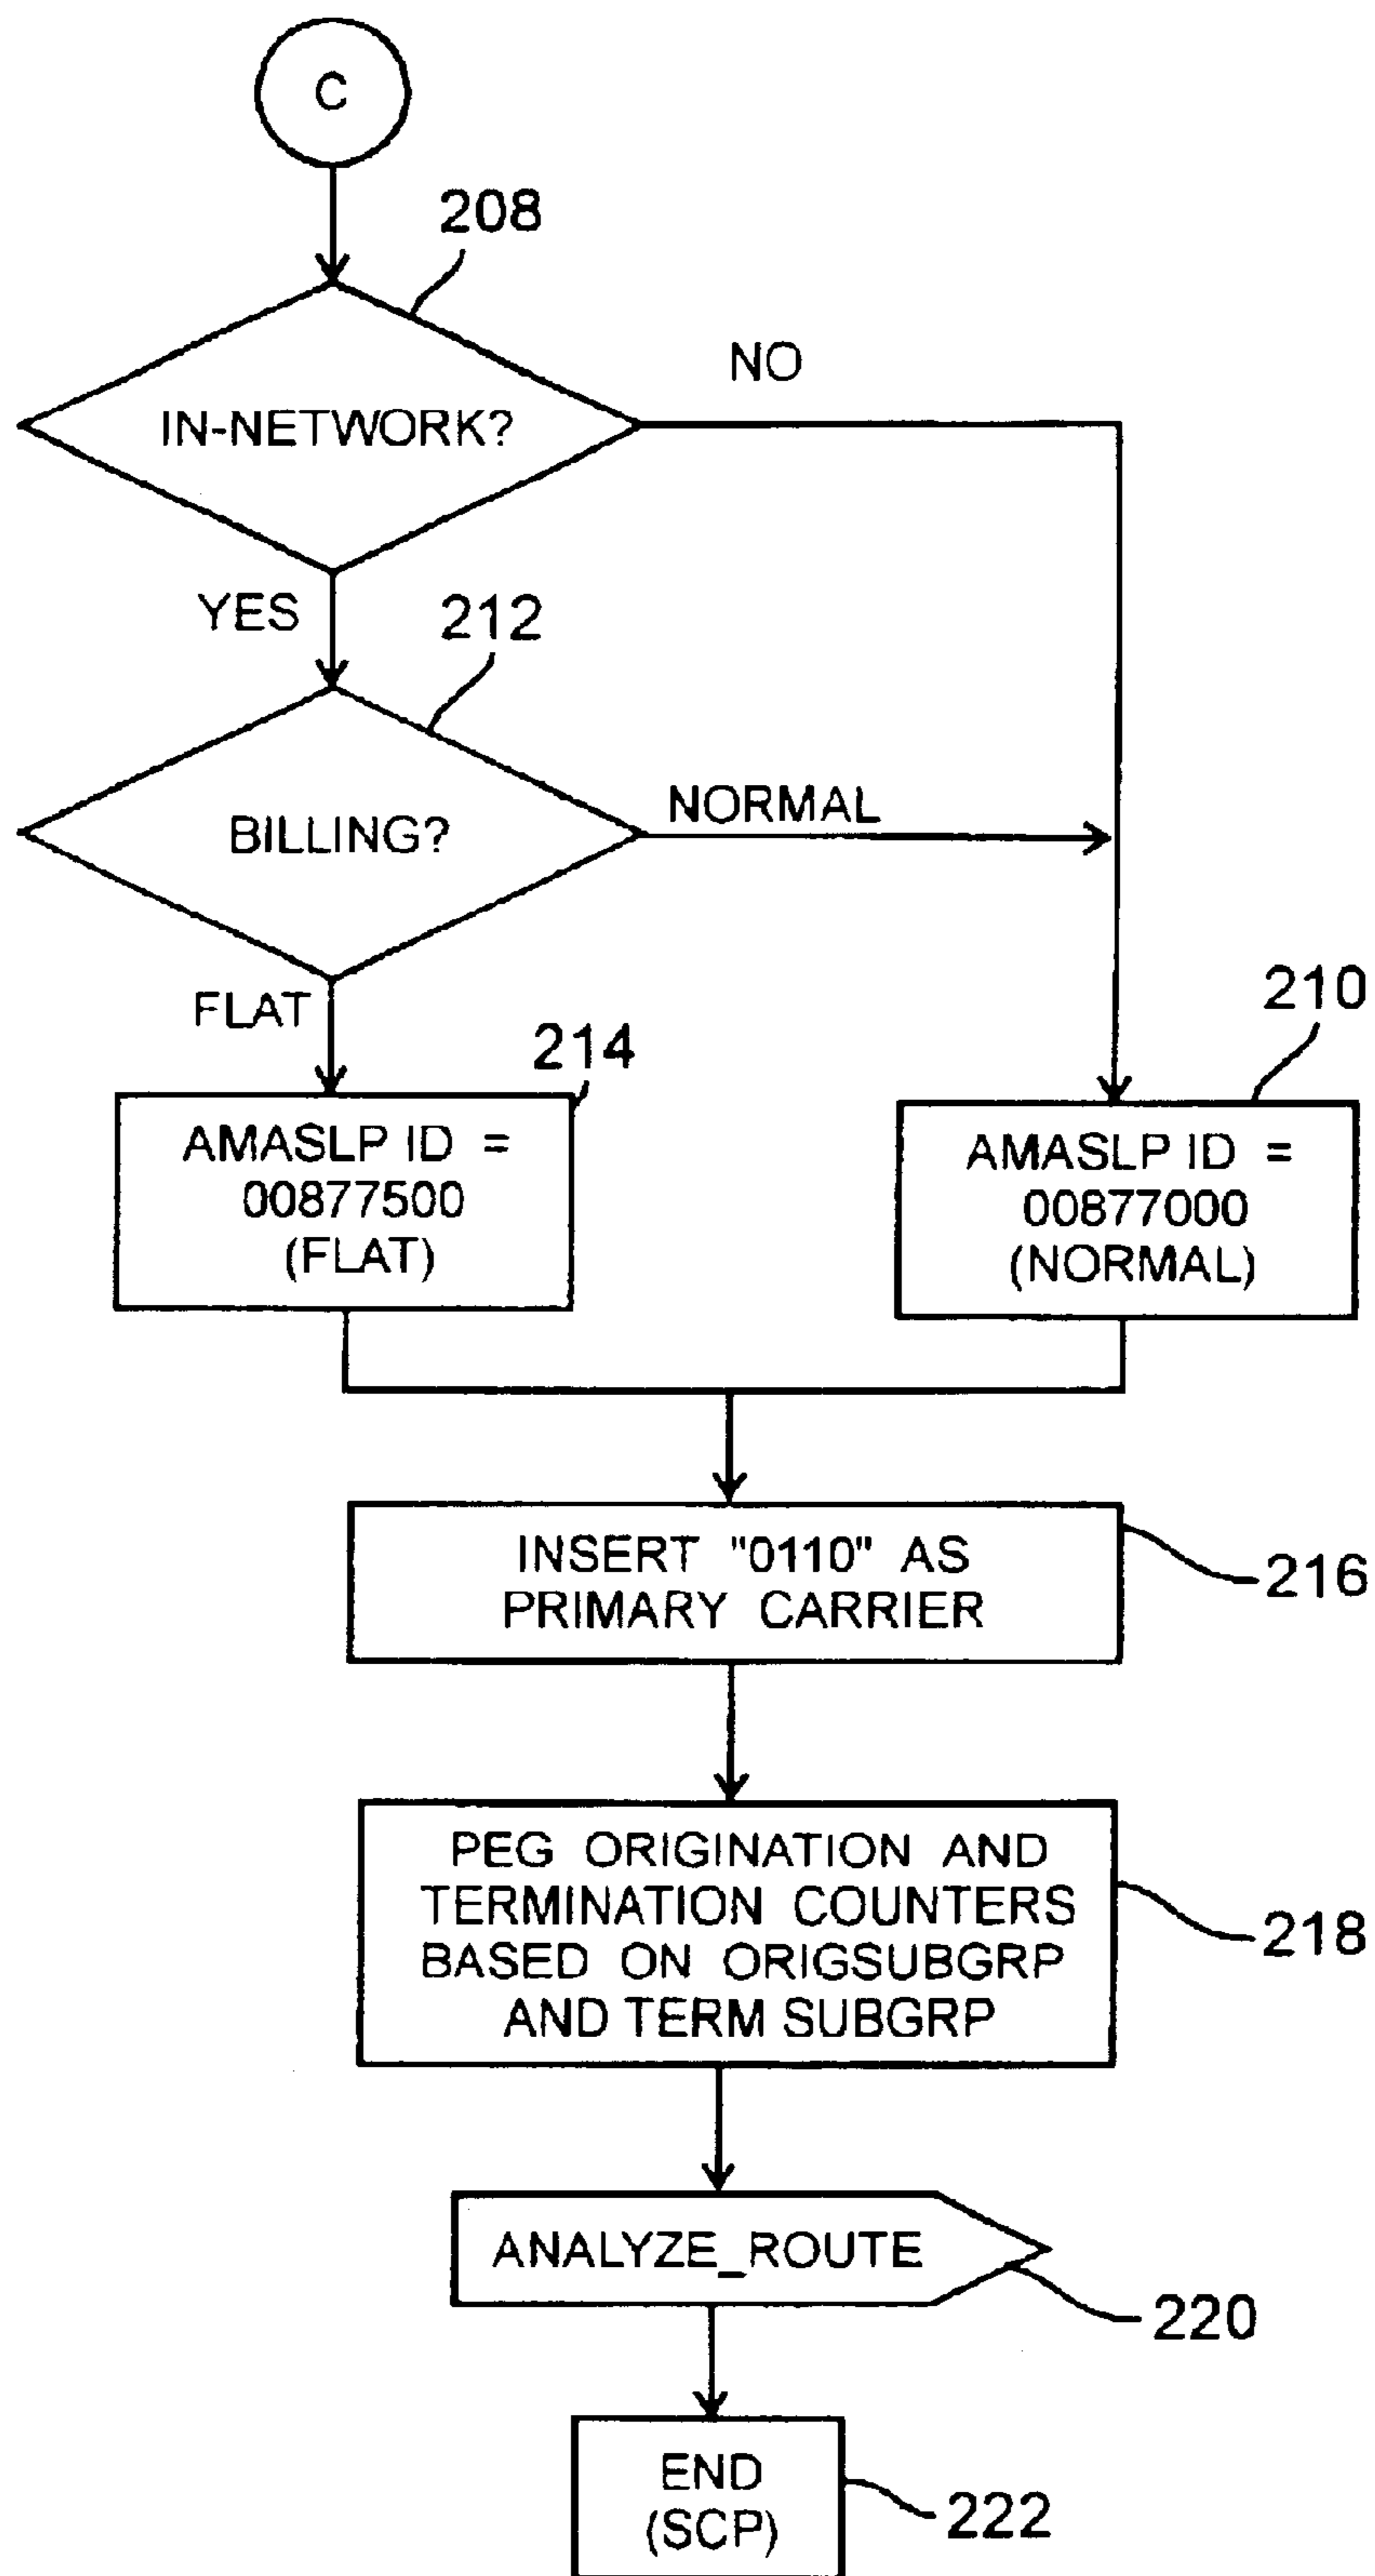 C
208
NO
IN-NETWORK?
YES
212
NORMAL
BILLING?
FLAT
214
210
AMASLP ID =
00877500
(FLAT)
AMASLP ID =
00877000
(NORMAL)
INSERT "0110" AS
PRIMARY CARRIER
216
PEG ORIGINATION AND
TERMINATION COUNTERS
BASED ON ORIGSUBGRP
AND TERM SUBGRP
218
ANALYZE_ROUTE
220
END
(SCP)
222